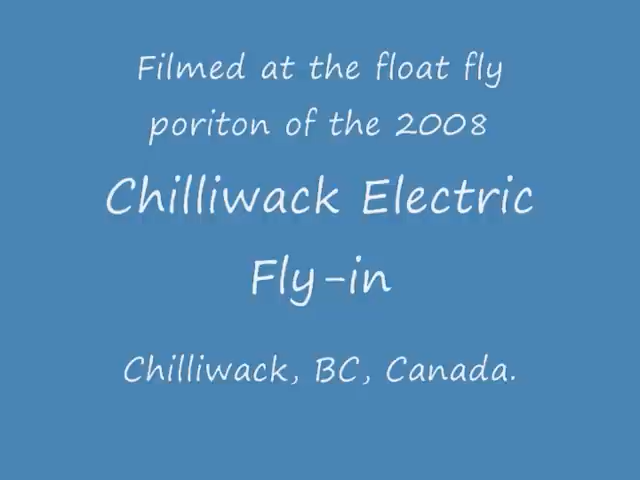 Filmed at the float fly
poriton of the 2008
Chilliwack Electric
Fly-in
Chilliwack, BC, Canada.